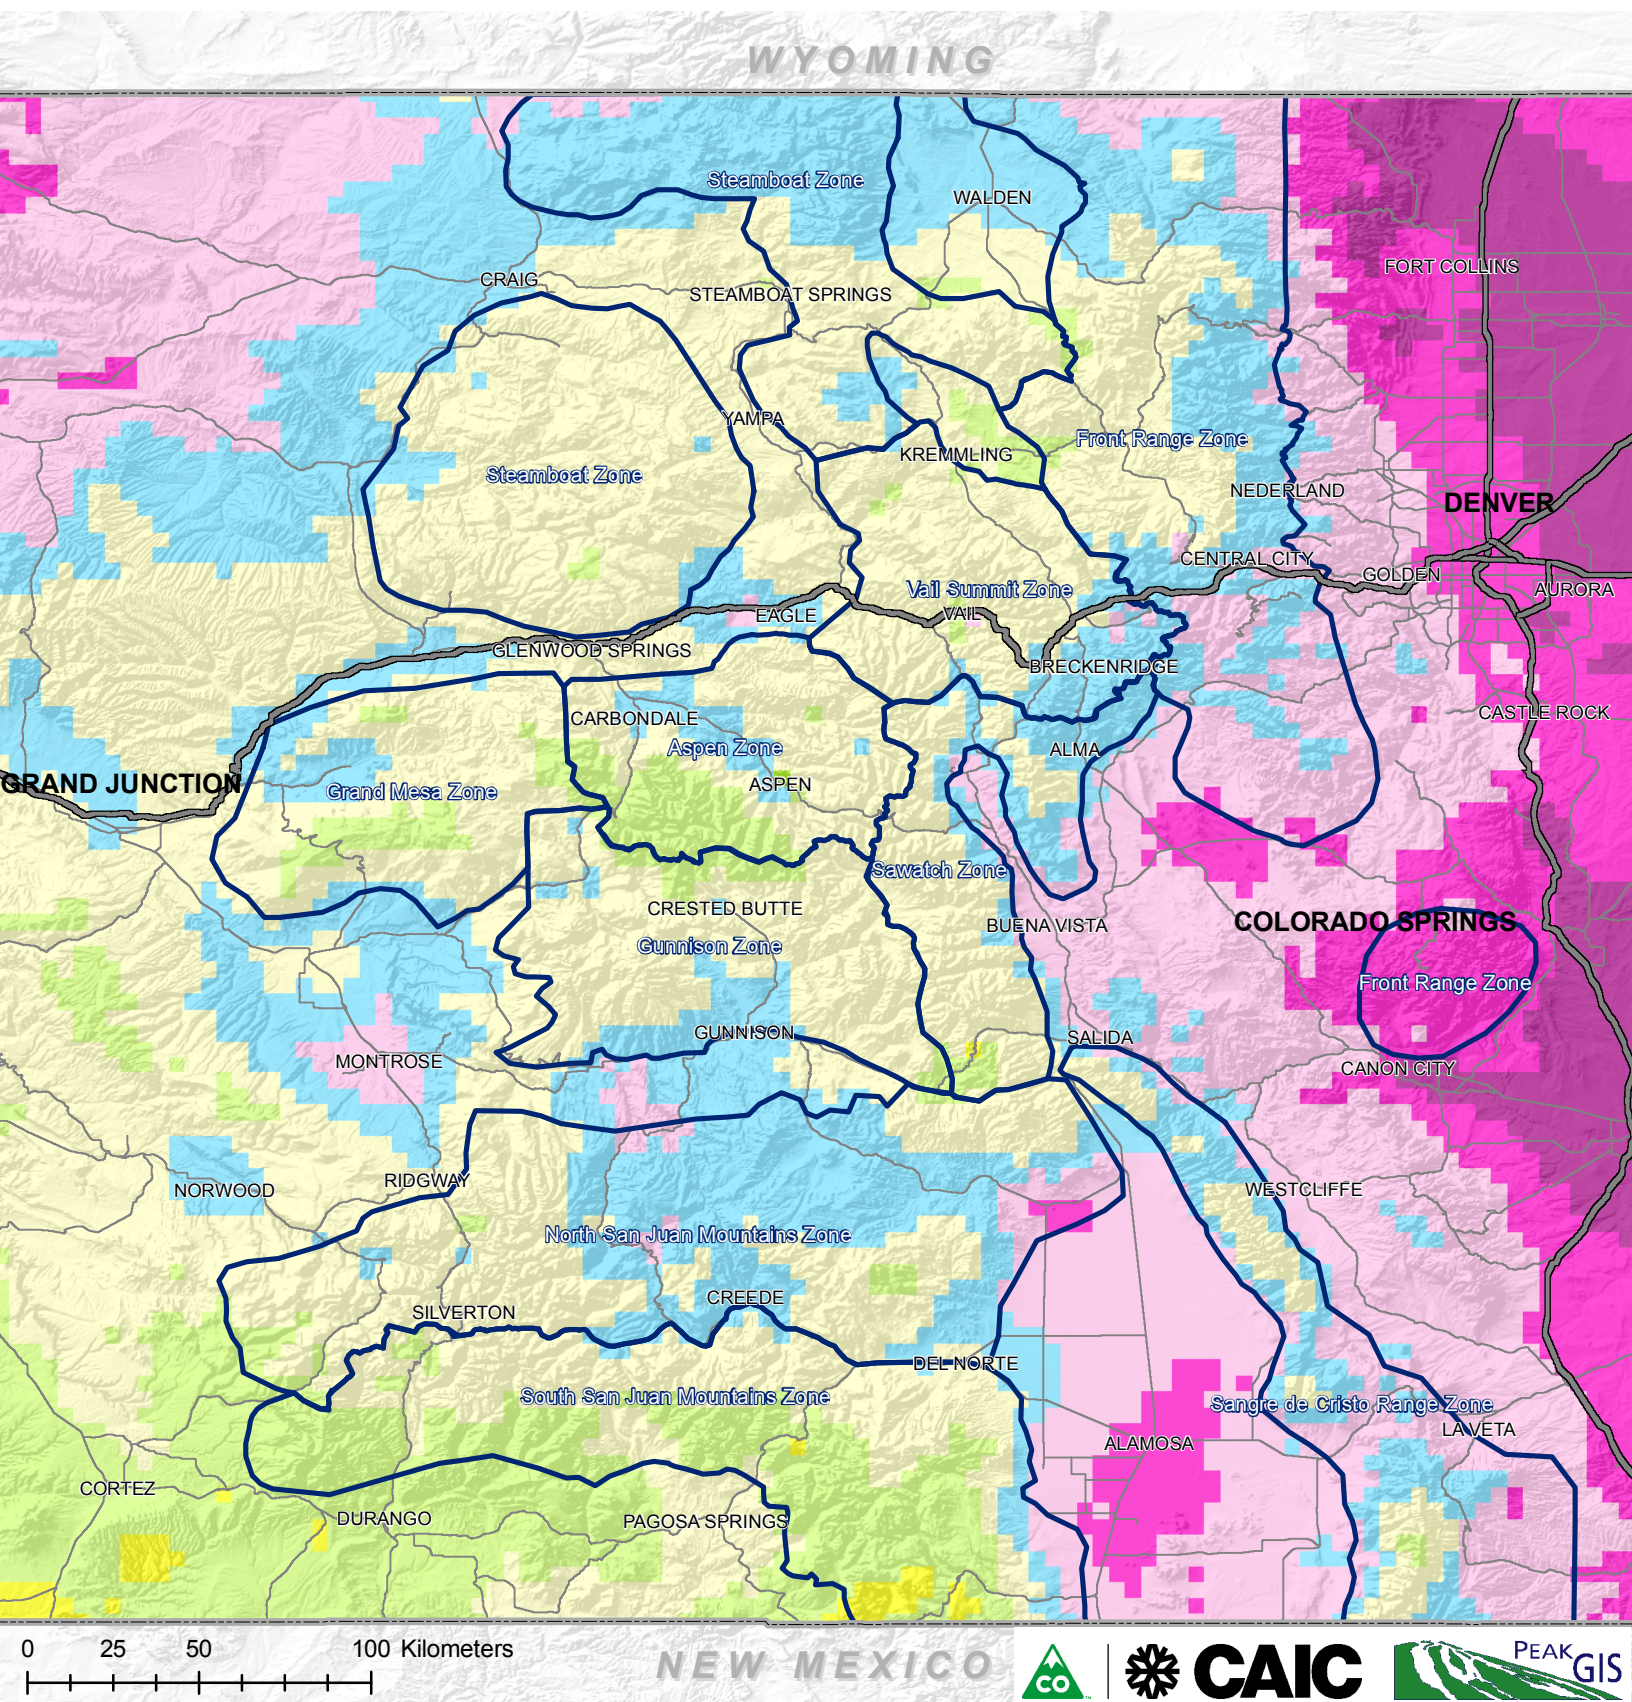 WYOMING
Steamboat Zone
WALDEN
FORT COLLINS
CRAIG
STEAMBOAT SPRINGS
YAMPA
KREMMLING
Front Range Zone
Steamboat Zone
NEDERLAND
DENVER
CENTRAL CITY
GOLDEN
AURORA
Vail Summit Zone
EAGLE
VAIL
GLENWOOD SPRINGS
BRECKENRIDGE
CARBONDALE
CASTLE ROCK
Aspen Zone
ALMA
GRAND JUNCTION
Grand Mesa Zone
ASPEN
Sawatch Zone
CRESTED BUTTE
BUENA VISTA
COLORADO SPRINGS
Gunnison Zone
Front Range Zone
GUNNISON
SALIDA
MONTROSE
CANON CITY
NORWOOD
RIDGWAY
WESTCLIFFE
North San Juan Mountains Zone
CREEDE
SILVERTON
DEL NORTE
South San Juan Mountains Zone
Sangre de Cristo Range Zone
LA VETA
ALAMOSA
CORTEZ
DURANGO
PAGOSA SPRINGS
0 25 50 100 Kilometers
NEW MEXICO
CO
CAIC
PEAK GIS